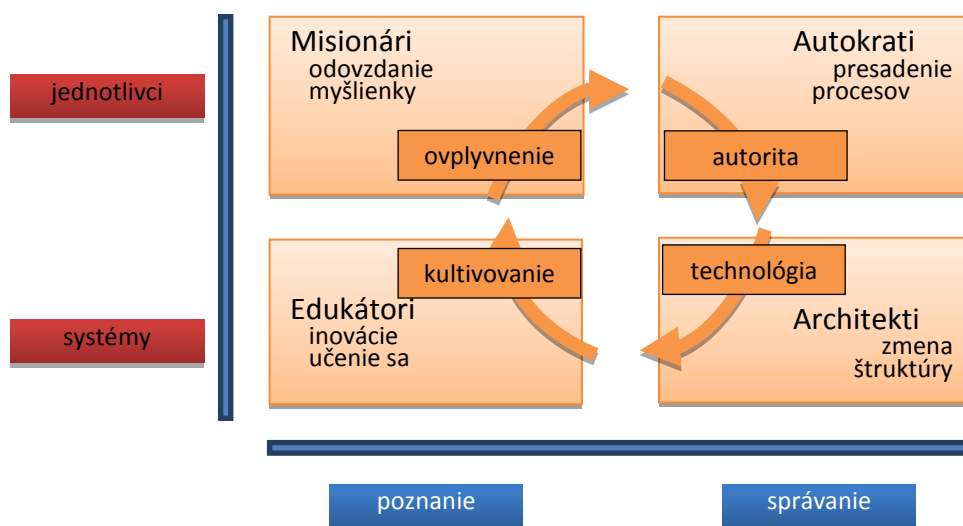 Misionári
odovzdanie
myšlienky
Autokrati
presadenie
procesov
jednotlivci
ovplyvnenie
autorita
kultivovanie
technológia
Edukátori
inovácie
učenie sa
Architekti
zmena
štruktúry
systémy
poznanie
správanie